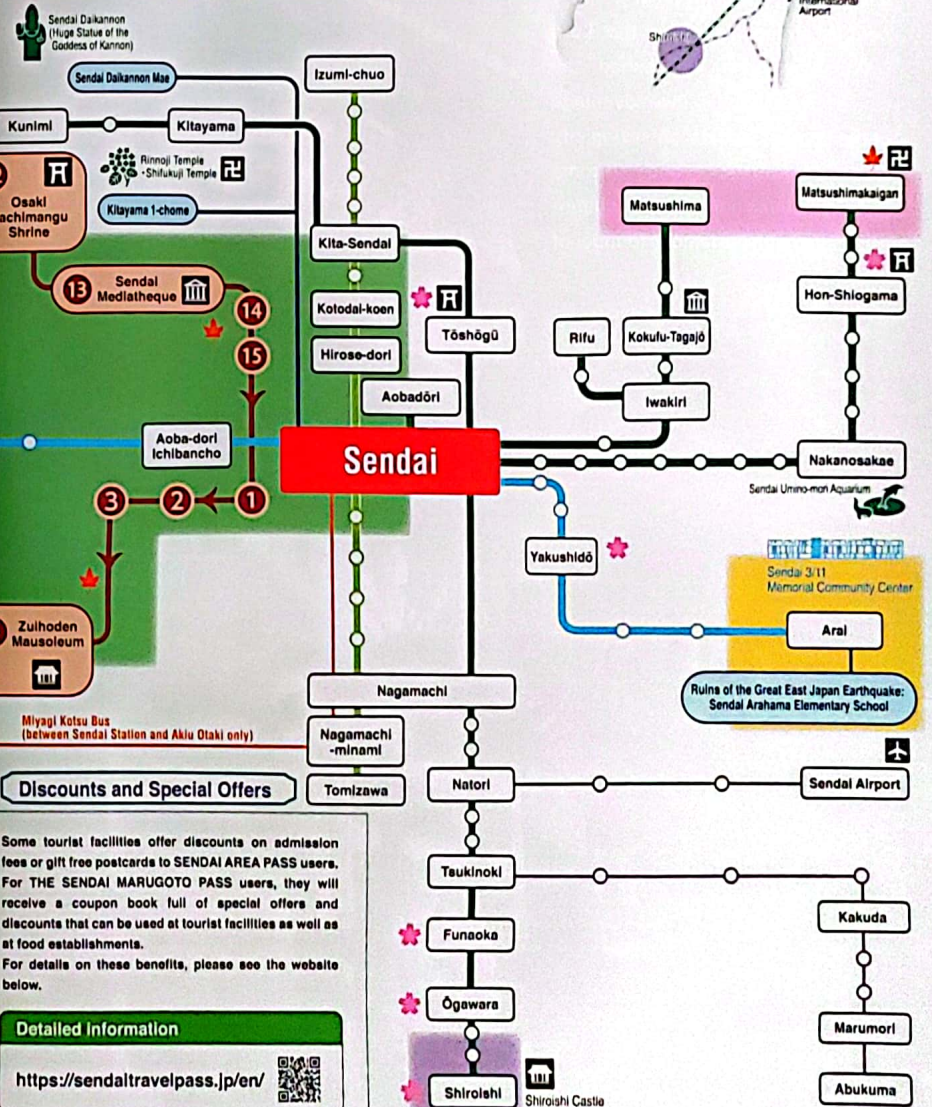 Sendai Daikannon
(Huge Statue of the
Goddess of Kannon)
International
Airport
Shiroishi
Sendai Daikannon Mae
Izumi-chuo
Kunimi
Kitayama
Rinnoji Temple
・Shifukuji Temple
Osaki
achimangu
Shrine
Kitayama 1-chome
Matsushima
Matsushimakaigan
Kita-Sendai
13
Sendai
Mediatheque
14
Kotodai-koen
Tōshōgū
Hon-Shiogama
15
Hirose-dori
Rifu
Kokufu-Tagajō
Aobadōri
Iwakiri
Aoba-dori
Ichibancho
Sendai
Nakanosakae
Sendai Umino-mori Aquarium
3
2
1
Yakushidō
Sendai 3/11
Memorial Community Center
Zuihoden
Mausoleum
Arai
Nagamachi
Ruins of the Great East Japan Earthquake:
Sendai Arahama Elementary School
Miyagi Kotsu Bus
(between Sendai Station and Akiu Otaki only)
Nagamachi
-minami
Tomizawa
Natori
Sendai Airport
Discounts and Special Offers
Some tourist facilities offer discounts on admission
fees or gift free postcards to SENDAI AREA PASS users.
For THE SENDAI MARUGOTO PASS users, they will
receive a coupon book full of special offers and
discounts that can be used at tourist facilities as well as
at food establishments.
For details on these benefits, please see the website
below.
Tsukinoki
Kakuda
Funaoka
Ōgawara
Marumori
Detailed information
https://sendaitravelpass.jp/en/
Shiroishi
Shiroishi Castle
Abukuma